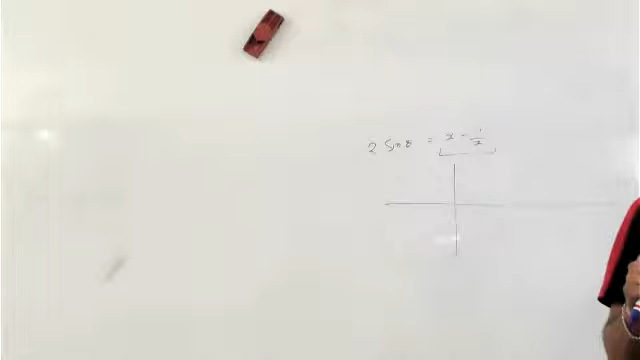 2 Sin θ = x - 1/x